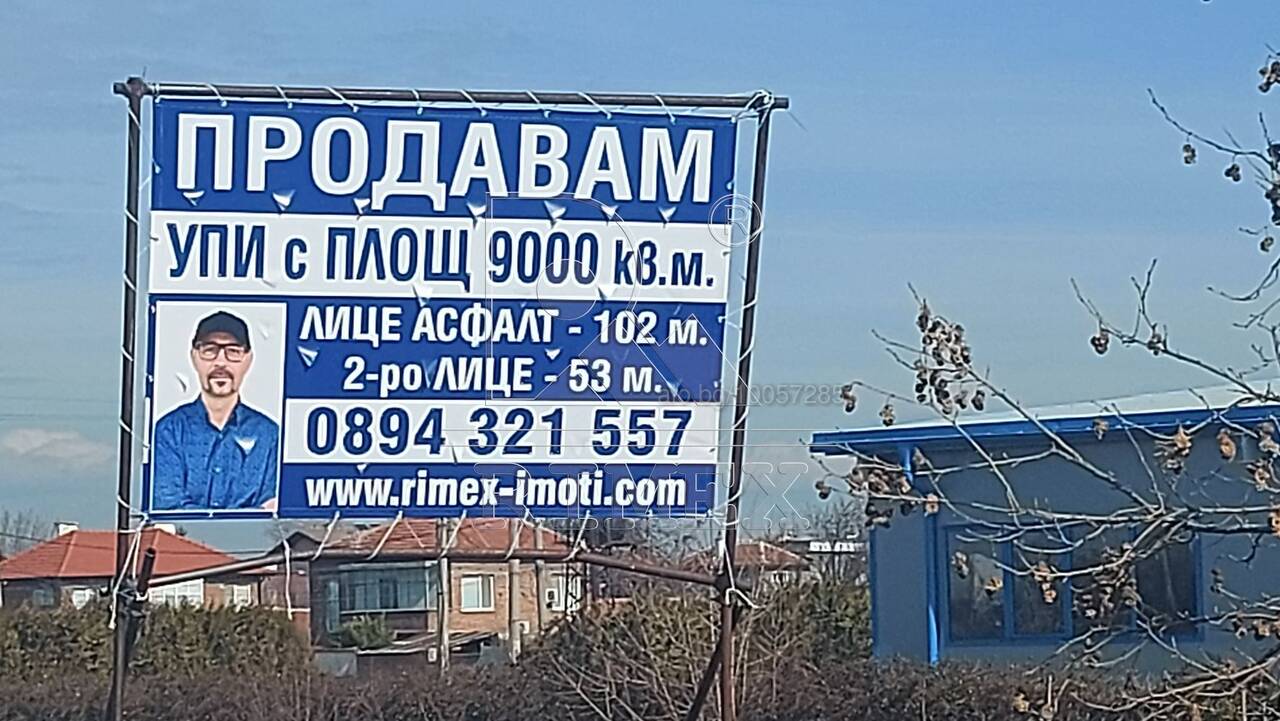 ПРОДАВАМ
УПИ с ПЛОЩ 9000 кв.м.
ЛИЦЕ АСФАЛТ - 102 м.
2-ро ЛИЦЕ - 53 м.
0894 321 557
www.rimex-imoti.com
RIMEX